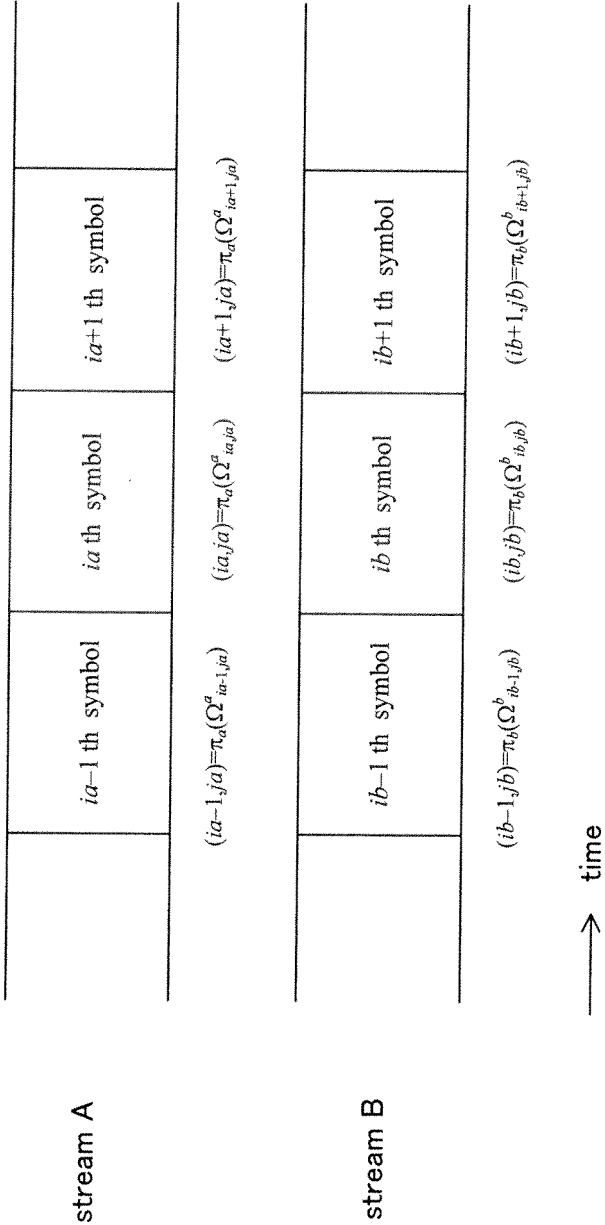 stream A
ia–1 th symbol
ia th symbol
ia+1 th symbol
(ia–1,ja)=πa(Ωᵃia-1,ja)
(ia,ja)=πa(Ωᵃia,ja)
(ia+1,ja)=πa(Ωᵃia+1,ja)
stream B
ib–1 th symbol
ib th symbol
ib+1 th symbol
(ib–1,jb)=πb(Ωᵇib-1,jb)
(ib,jb)=πb(Ωᵇib,jb)
(ib+1,jb)=πb(Ωᵇib+1,jb)
time